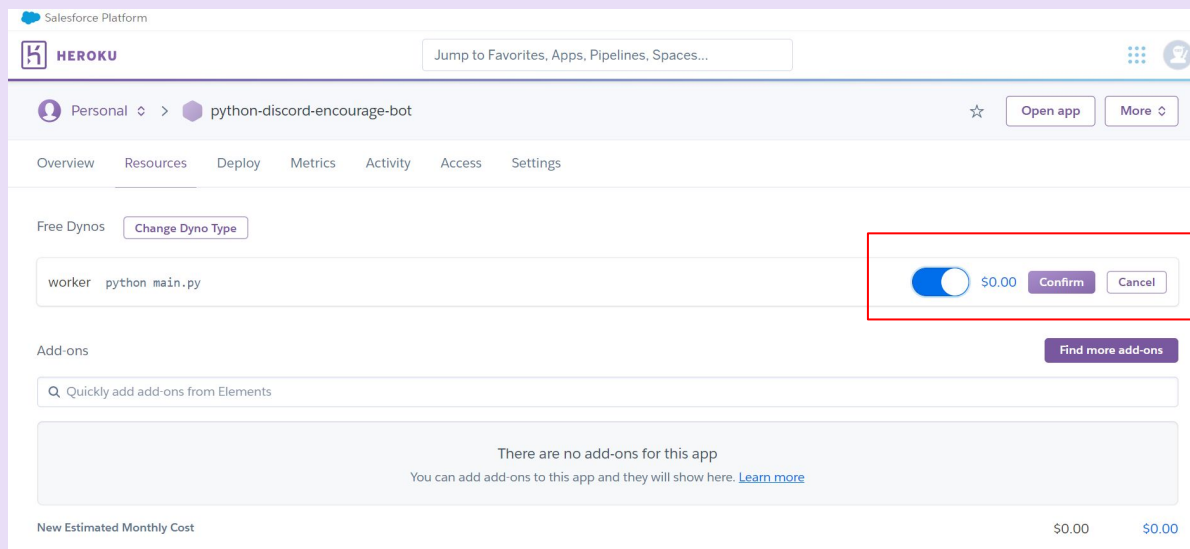 Salesforce Platform
HEROKU
Jump to Favorites, Apps, Pipelines, Spaces...
Personal > python-discord-encourage-bot
Open app
More
Overview Resources Deploy Metrics Activity Access Settings
Free Dynos Change Dyno Type
worker python main.py $0.00 Confirm Cancel
Add-ons Find more add-ons
Quickly add add-ons from Elements
There are no add-ons for this app
You can add add-ons to this app and they will show here. Learn more
New Estimated Monthly Cost $0.00 $0.00